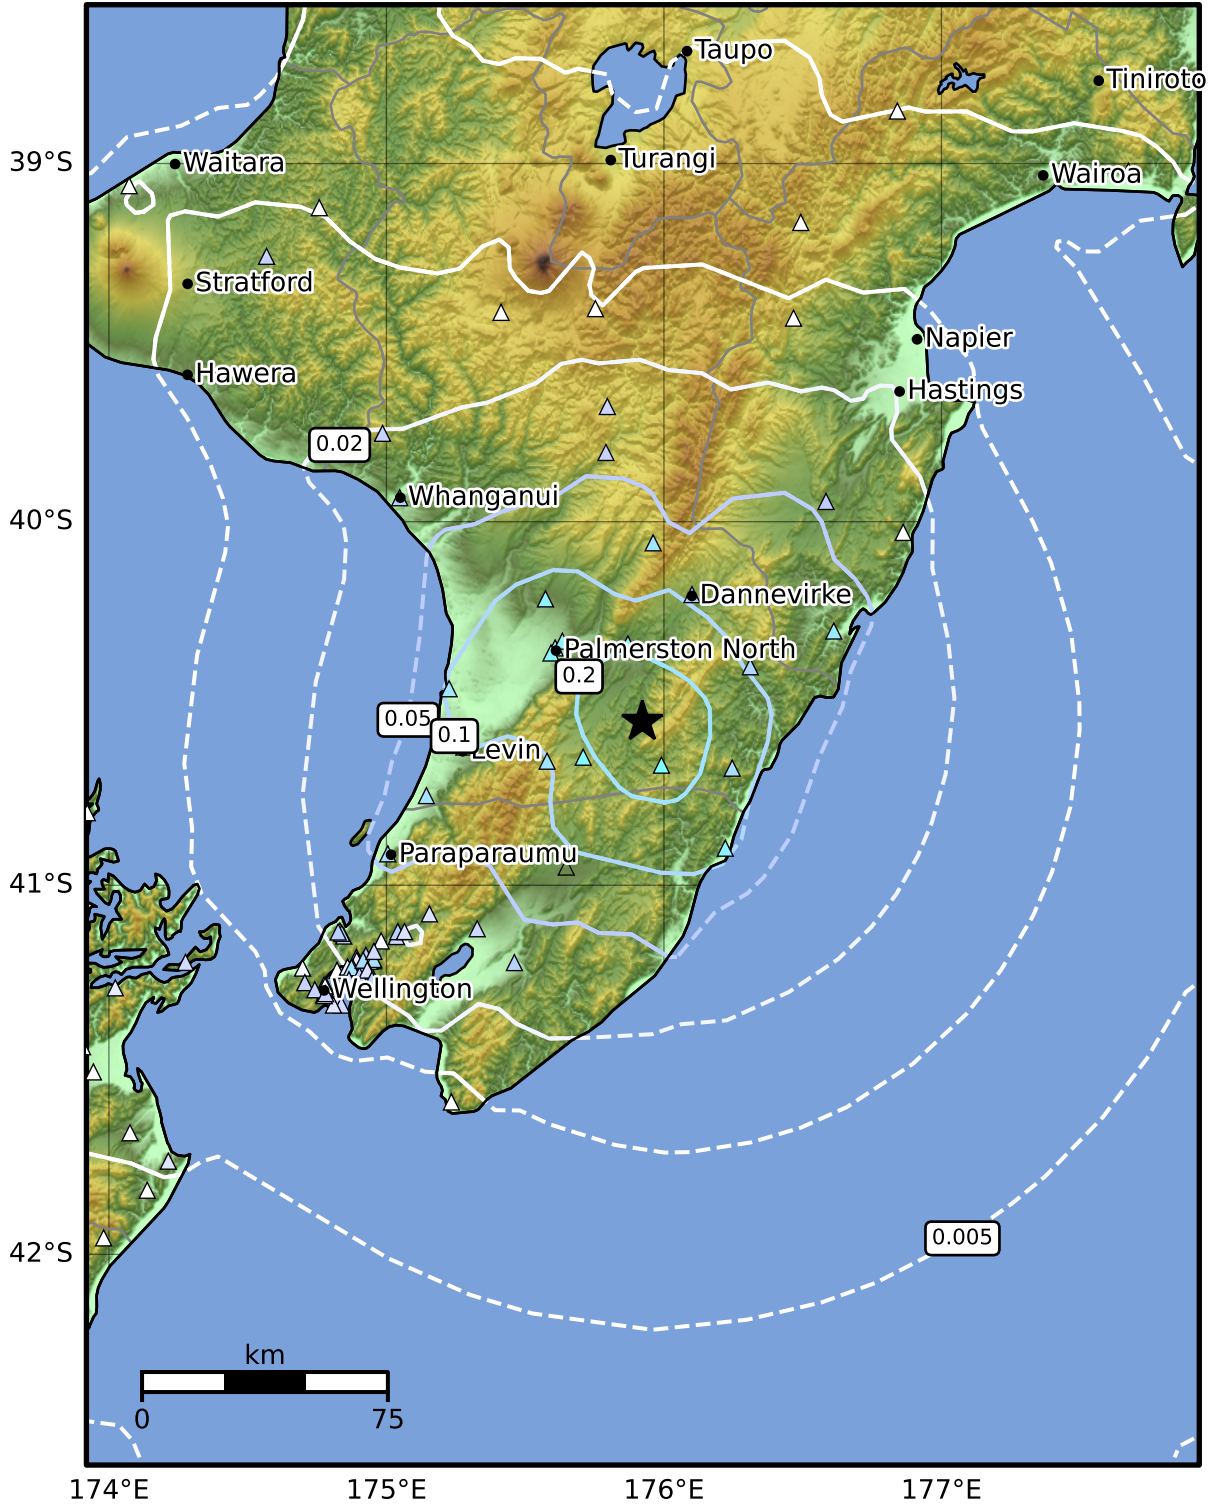 Taupo
Tiniroto
39°S
Waitara
Turangi
Wairoa
Stratford
Napier
Hawera
Hastings
0.02
Whanganui
40°S
Dannevirke
Palmerston North
0.2
0.05
0.1
Levin
Paraparaumu
41°S
Wellington
0.005
42°S
km
0 75
174°E 175°E 176°E 177°E